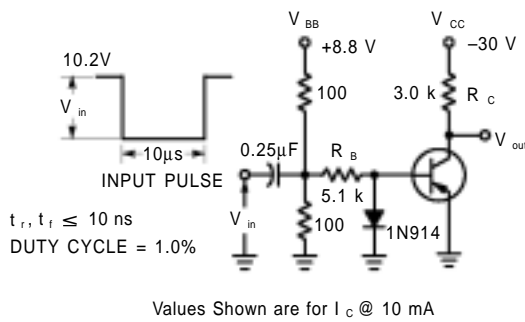 V BB
+8.8 V
V CC
–30 V
10.2V
V in
10μs
INPUT PULSE
t r, t f ≤ 10 ns
DUTY CYCLE = 1.0%
100
3.0 k
R C
V out
0.25μF
R B
5.1 k
V in
100
1N914
Values Shown are for I C @ 10 mA